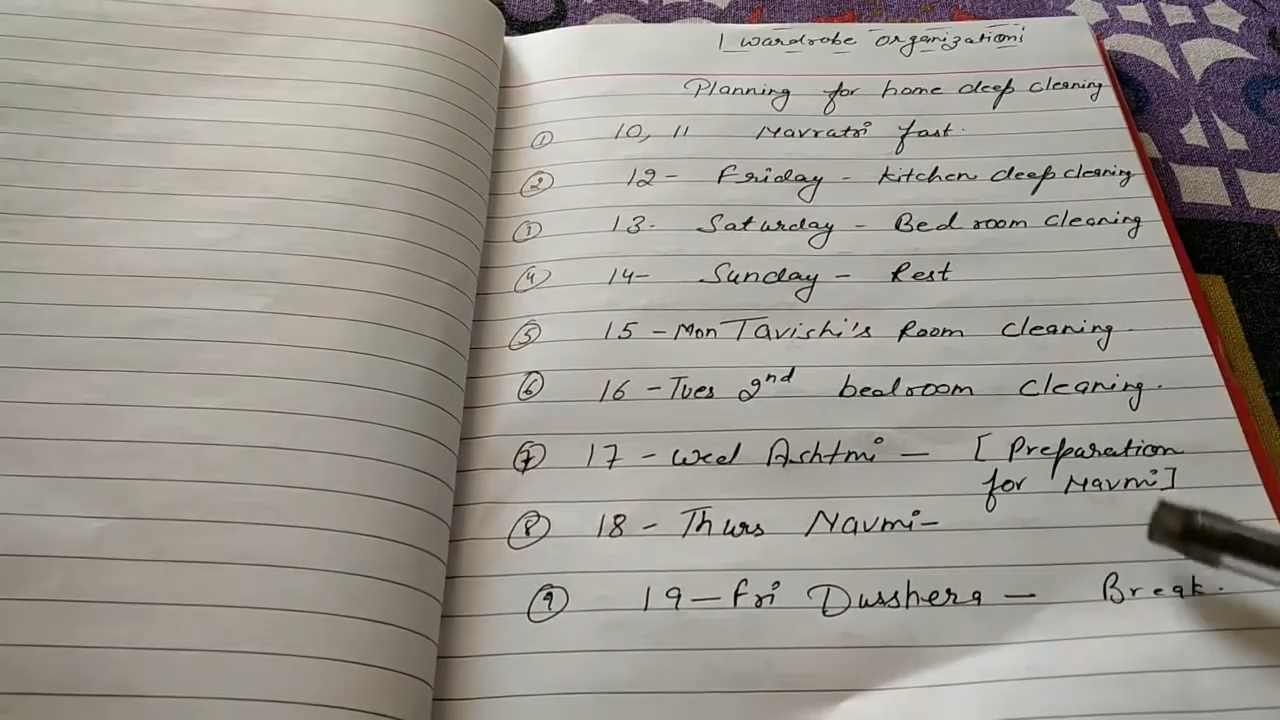 1 wardrobe organization
Planning for home deep cleaning
① 10, 11 Navratri fast.
② 12- Friday - Kitchen deep cleaning
③ 13- Saturday - Bed room cleaning
④ 14- Sunday - Rest
⑤ 15 - Mon Tavishi's Room Cleaning.
⑥ 16 - Tues 2nd bedroom Cleaning.
⑦ 17 - Wed Ashtmi - [Preparation
for Navmi]
⑧ 18 - Thurs Navmi -
⑨ 19 - Fri Dusshera - Break.